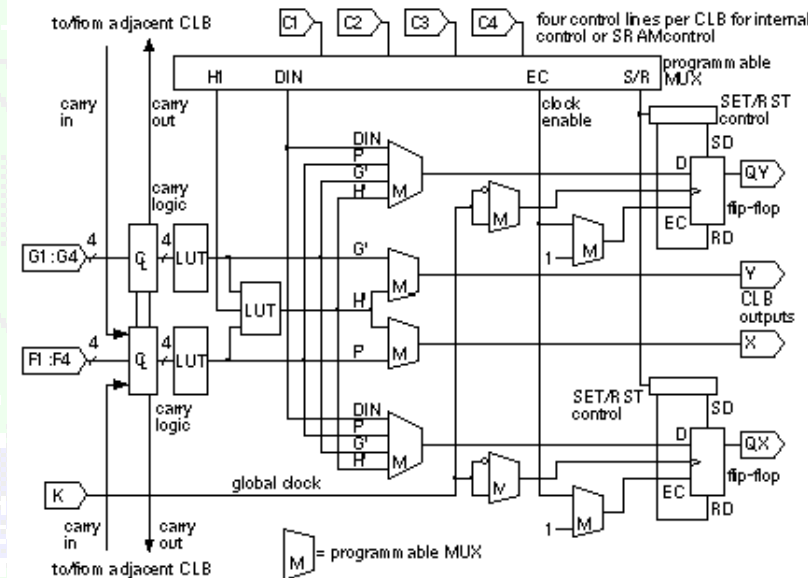 to/from adjacent CLB
C1
C2
C3
C4
four control lines per CLB for internal
control or SRAM control
H1
DIN
EC
S/R
programmable
MUX
carry
in
carry
out
clock
enable
SET/RST
control
SD
DIN
P
G'
H'
M
D
QY
flip-flop
carry
logic
M
EC
RD
1
M
4
4
G1:G4
CL
LUT
G'
M
Y
LUT
H'
CLB
outputs
4
4
F1:F4
CL
LUT
P
M
X
carry
logic
SET/RST
control
SD
DIN
P
G'
H'
M
D
QX
flip-flop
K
global clock
M
EC
RD
1
M
carry
in
carry
out
M
= programmable MUX
to/from adjacent CLB